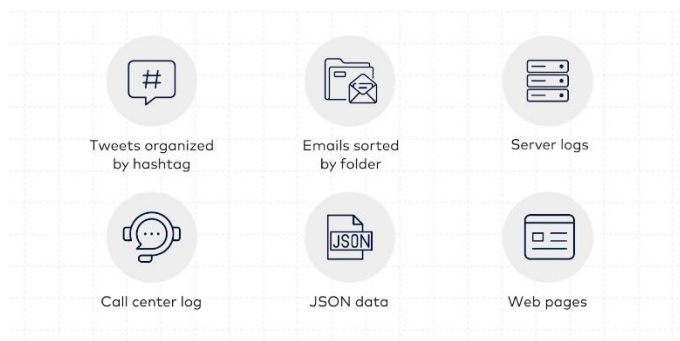 #
Tweets organized
by hashtag
Emails sorted
by folder
Server logs
Call center log
JSON
JSON data
Web pages